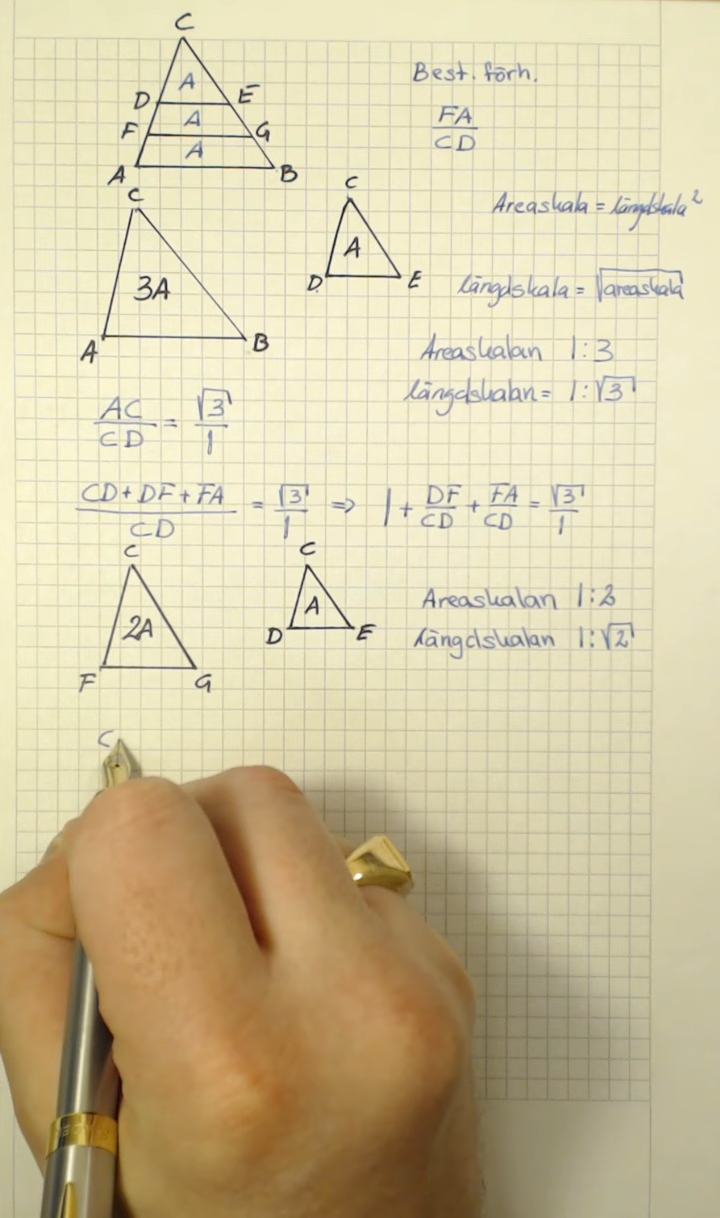 C
A
D E
A
F G
A
A B
Best. förh.
FA
CD
Areaskala = längdskala²
C
3A
A B
C
A
D E
längdskala = √areaskala
Areaskalan 1:3
längdskalan = 1:√3
AC/CD = √3/1
(CD+DF+FA)/CD = √3/1 ⇒ 1 + DF/CD + FA/CD = √3/1
C
2A
F G
C
A
D E
Areaskalan 1:2
längdskalan 1:√2
C